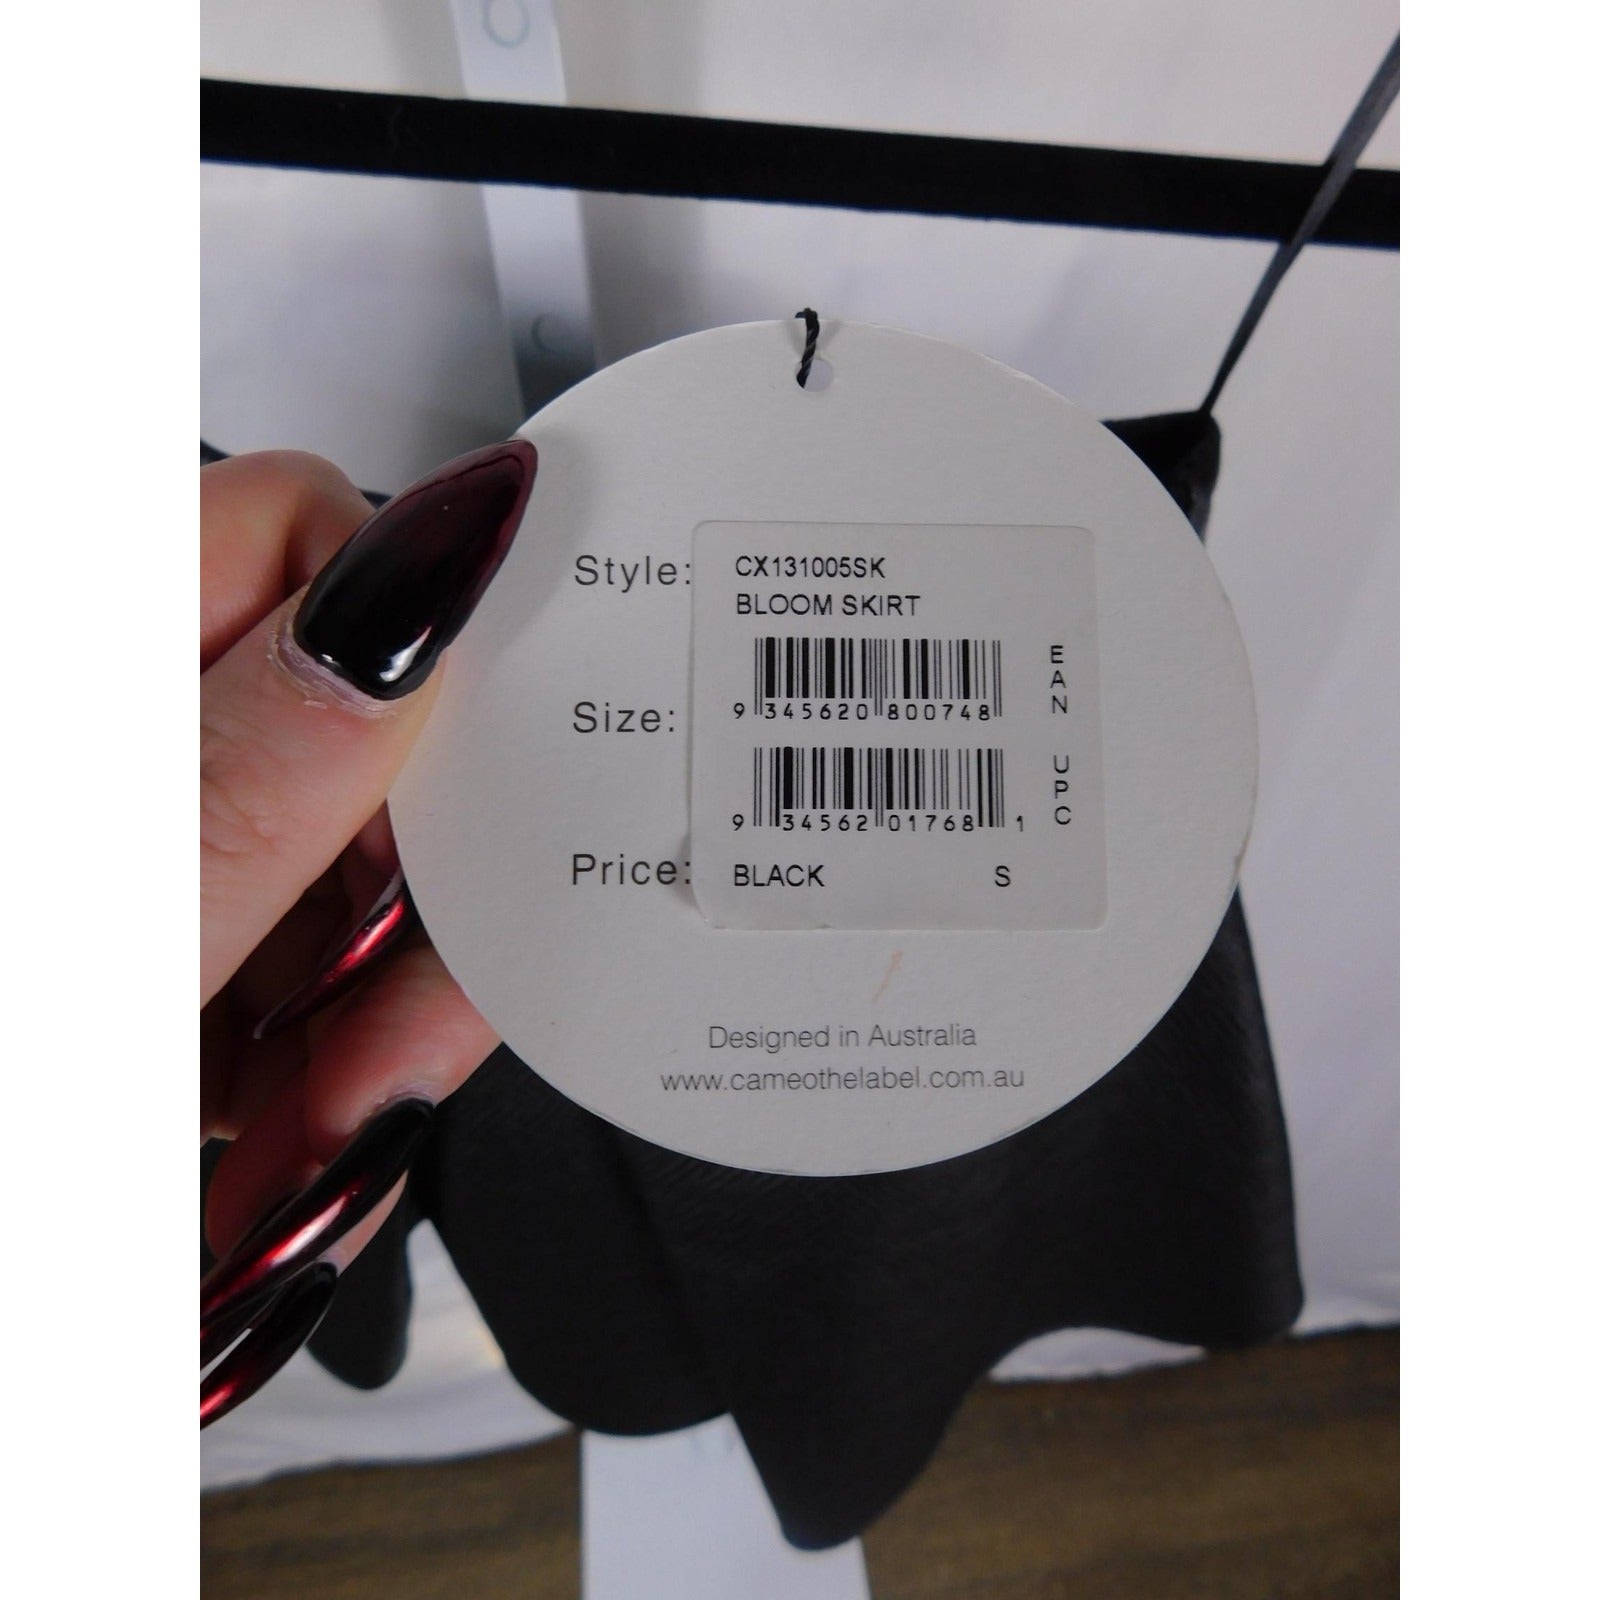 Style: CX131005SK
BLOOM SKIRT
EAN
9 345620 800748
Size:
UPC
9 34562 01768 1
Price: BLACK S
Designed in Australia
www.cameothelabel.com.au